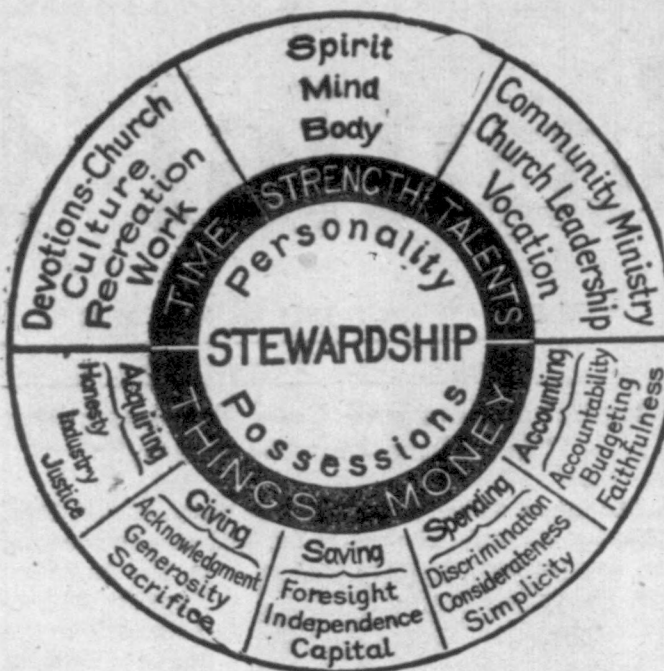 Spirit
Mind
Body
Community Ministry
Church Leadership
Vocation
Devotions-Church
Culture
Recreation
Work
TIME STRENGTH TALENTS
Personality
STEWARDSHIP
Possessions
THINGS MONEY
Acquiring
Honesty
Industry
Justice
Giving
Acknowledgment
Generosity
Sacrifice
Saving
Foresight
Independence
Capital
Spending
Discrimination
Considerateness
Simplicity
Accounting
Accountability
Budgeting
Faithfulness